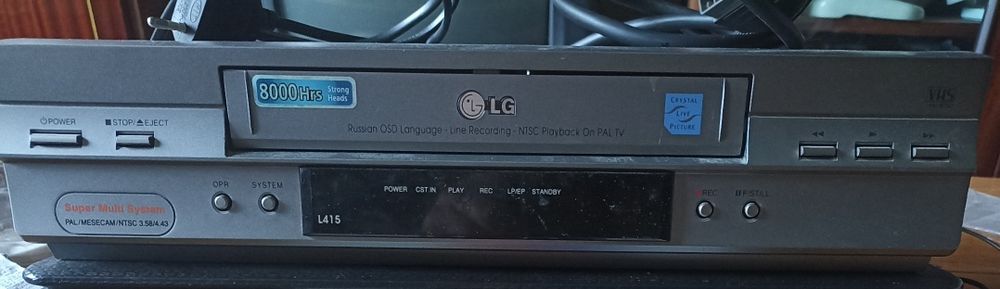 8000Hrs Strong
Heads
LG
Russian OSD Language - Line Recording - NTSC Playback On PAL TV
CRYSTAL
LIVE
PICTURE
VHS
POWER
STOP/EJECT
OPR
SYSTEM
Super Multi System
PAL/MESECAM/NTSC 3.58/4.43
POWER CST.IN PLAY REC LP/EP STANDBY
L415
REC
P/STILL